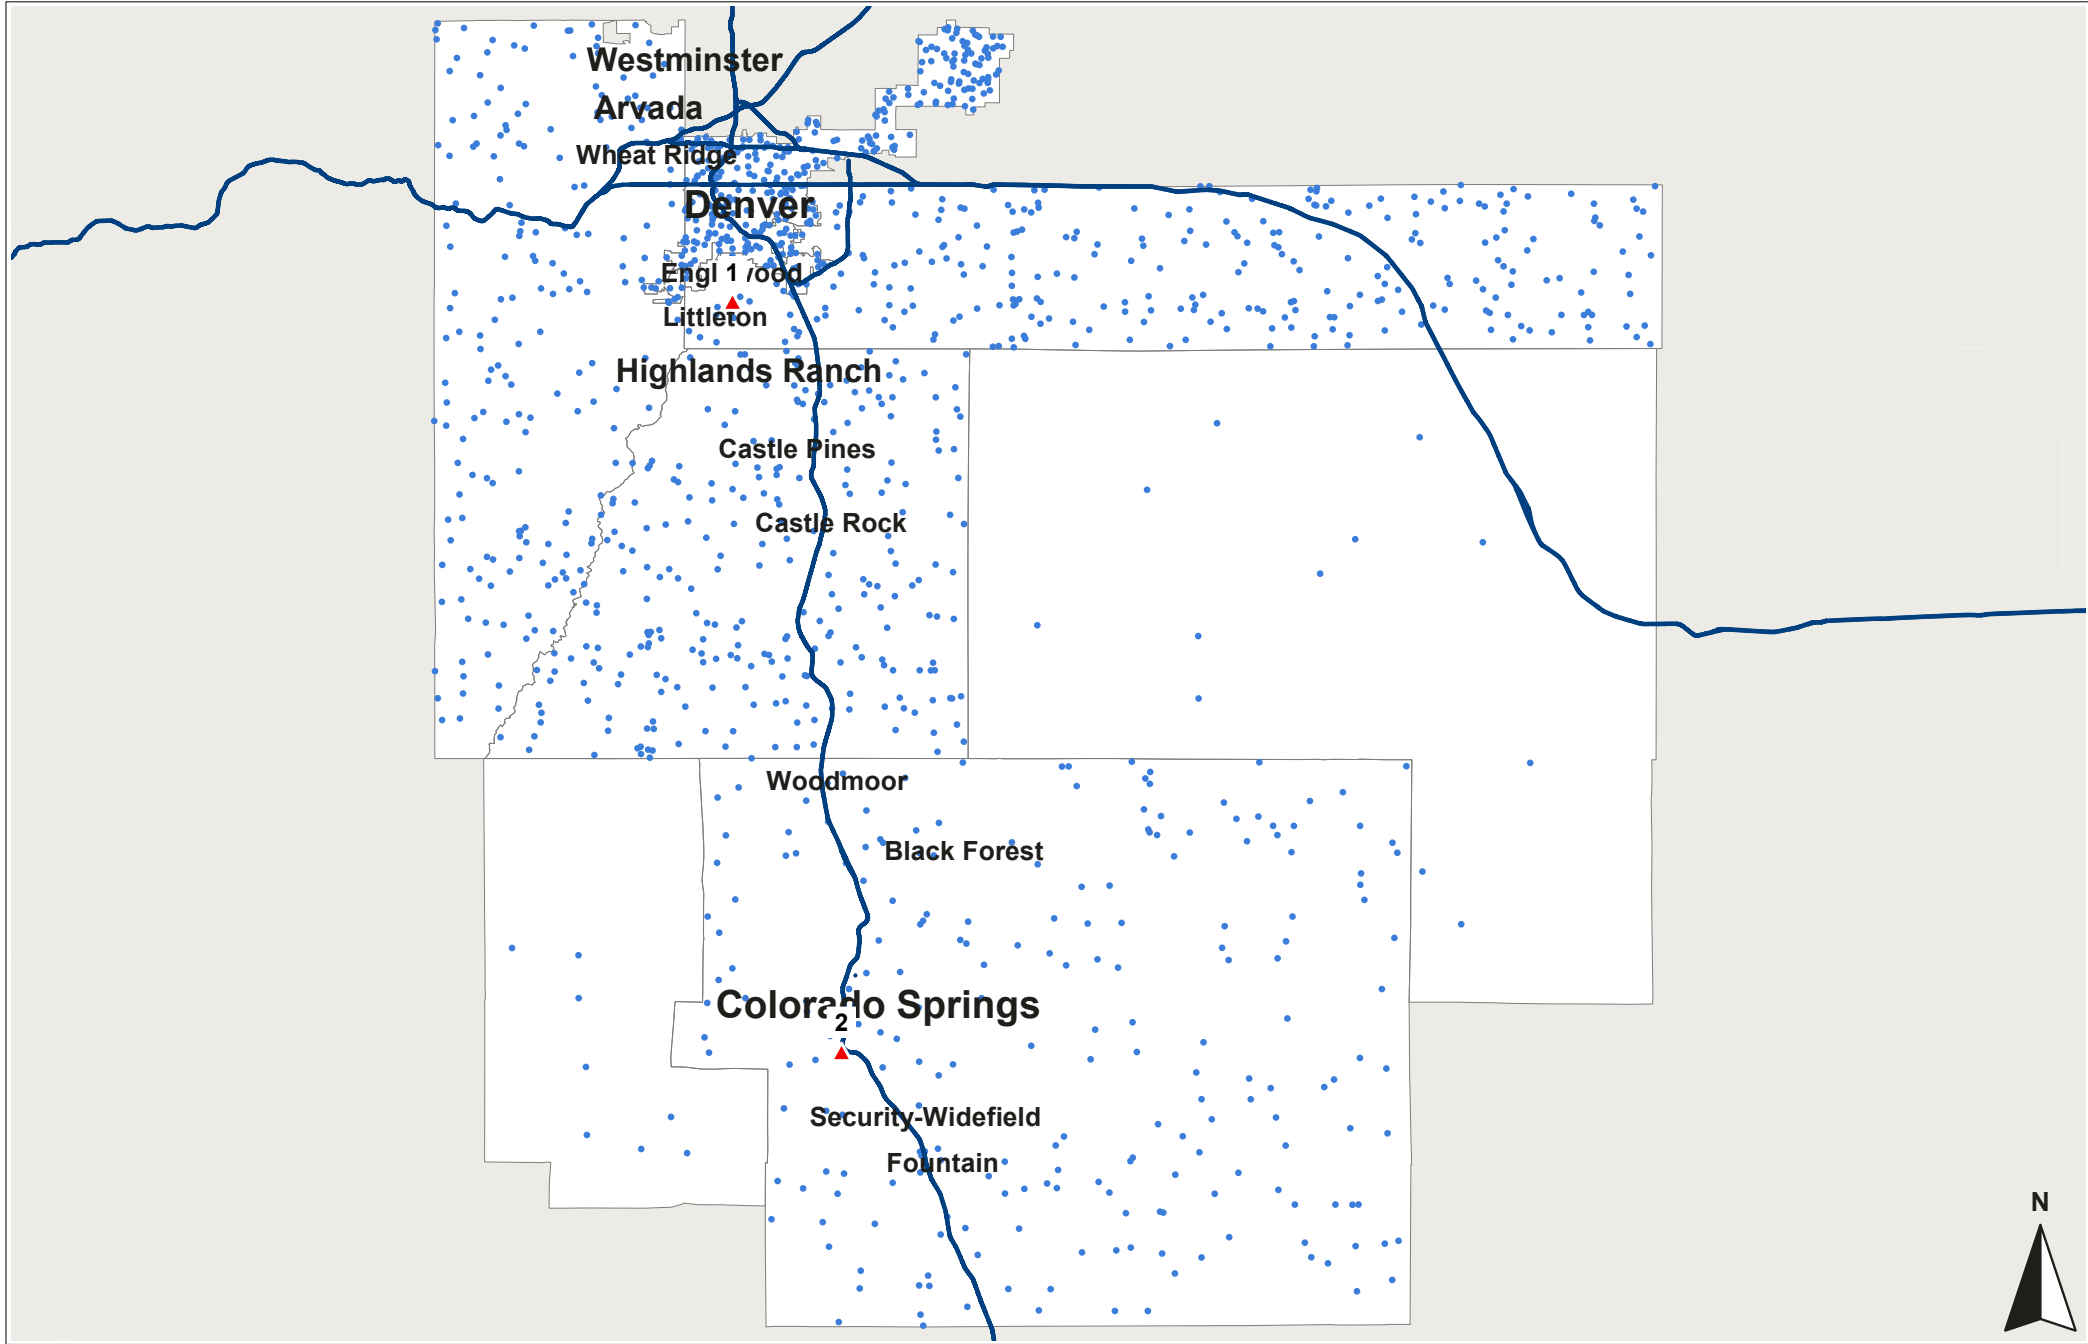 Westminster
Arvada
Wheat Ridge
Denver
Engl 1 ood
Littleton
Highlands Ranch
Castle Pines
Castle Rock
Woodmoor
Black Forest
Colorado Springs
2
Security-Widefield
Fountain
N